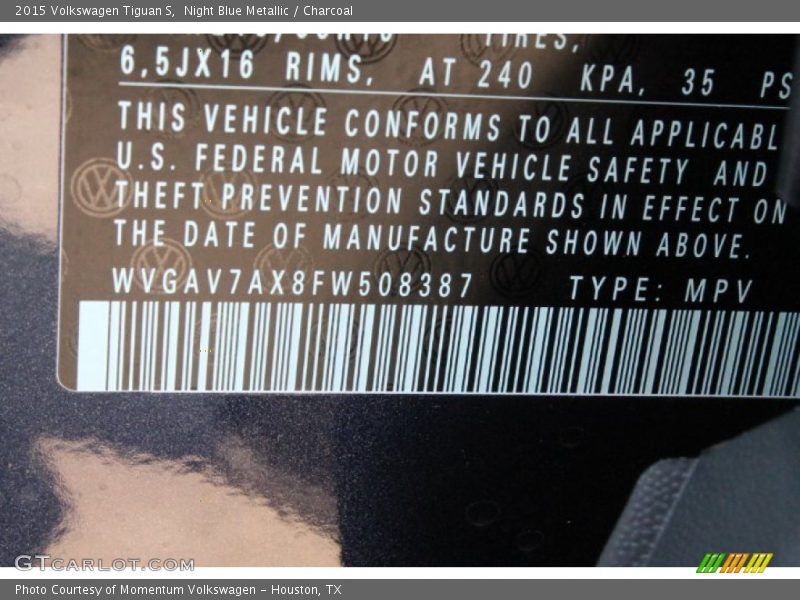 2015 Volkswagen Tiguan S,  Night Blue Metallic / Charcoal
TIRES,
6,5JX16 RIMS, AT 240 KPA, 35 PS
THIS VEHICLE CONFORMS TO ALL APPLICABL
U.S. FEDERAL MOTOR VEHICLE SAFETY AND
THEFT PREVENTION STANDARDS IN EFFECT ON
THE DATE OF MANUFACTURE SHOWN ABOVE.
WVGAV7AX8FW508387 TYPE: MPV
GTCARLOT.COM
Photo Courtesy of Momentum Volkswagen - Houston, TX